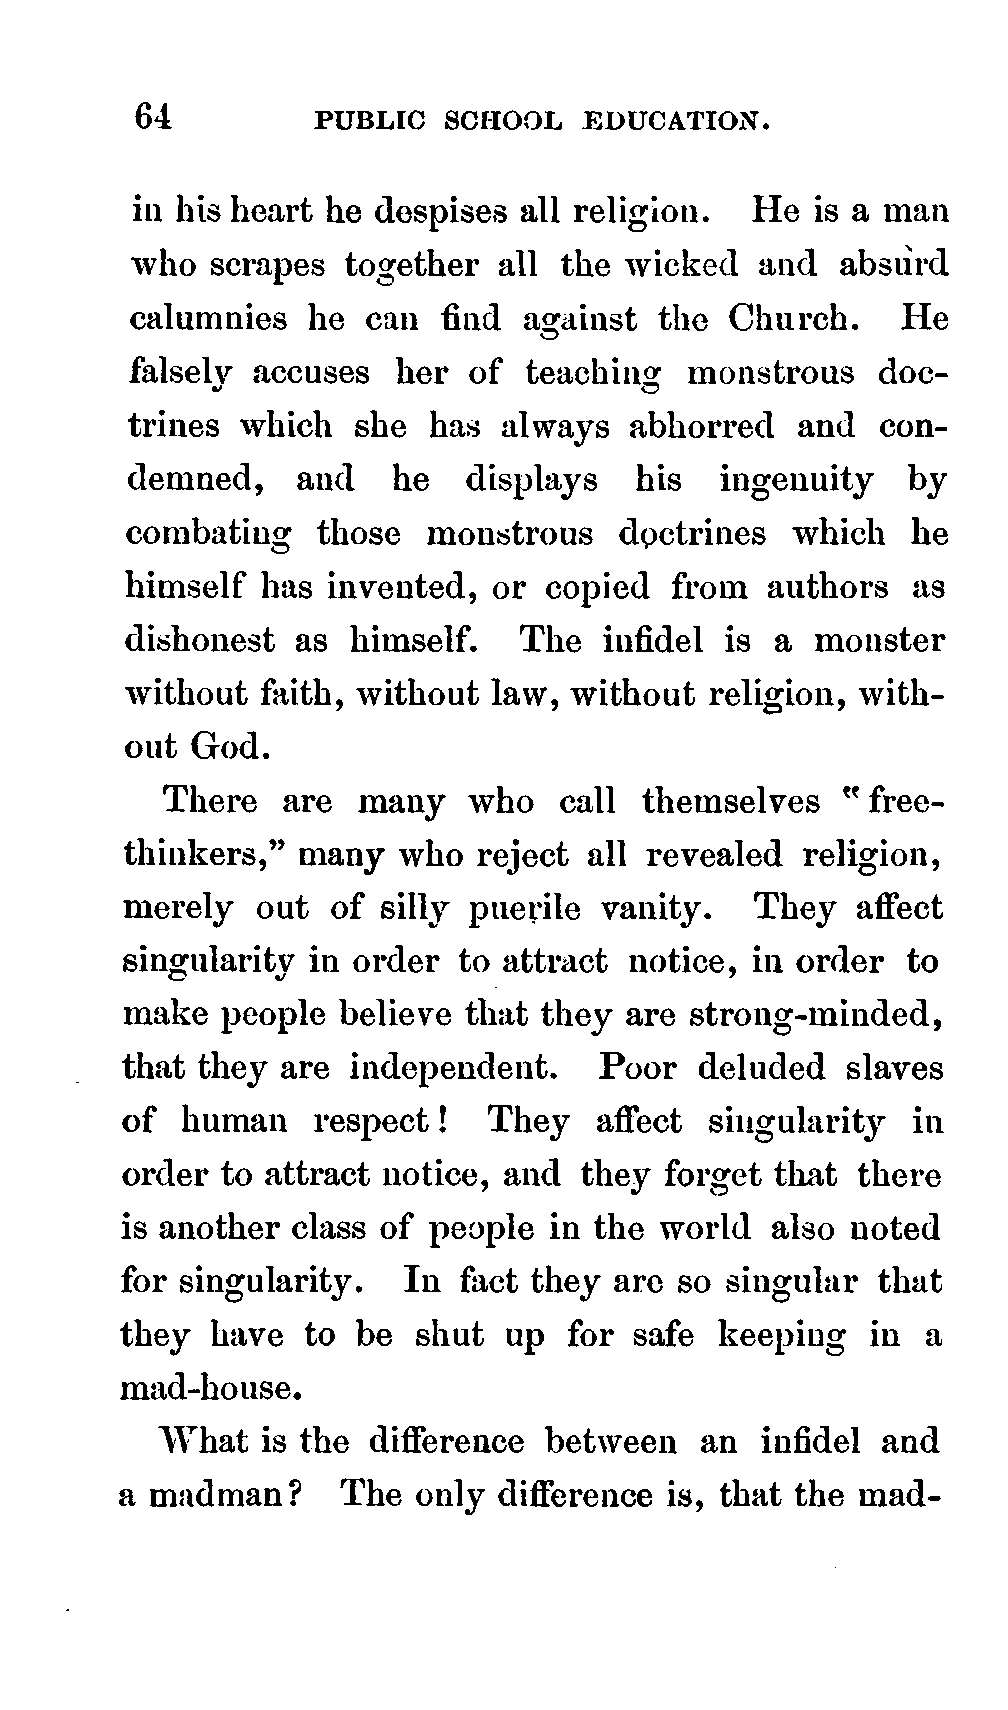 64 PUBLIC SCHOOL EDUCATION.
in his heart he despises all religion. He is a man
who scrapes together all the wicked and absurd
calumnies he can find against the Church. He
falsely accuses her of teaching monstrous doc-
trines which she has always abhorred and con-
demned, and he displays his ingenuity by
combating those monstrous doctrines which he
himself has invented, or copied from authors as
dishonest as himself. The infidel is a monster
without faith, without law, without religion, with-
out God.
There are many who call themselves "free-
thinkers," many who reject all revealed religion,
merely out of silly puerile vanity. They affect
singularity in order to attract notice, in order to
make people believe that they are strong-minded,
that they are independent. Poor deluded slaves
of human respect! They affect singularity in
order to attract notice, and they forget that there
is another class of people in the world also noted
for singularity. In fact they are so singular that
they have to be shut up for safe keeping in a
mad-house.
What is the difference between an infidel and
a madman? The only difference is, that the mad-